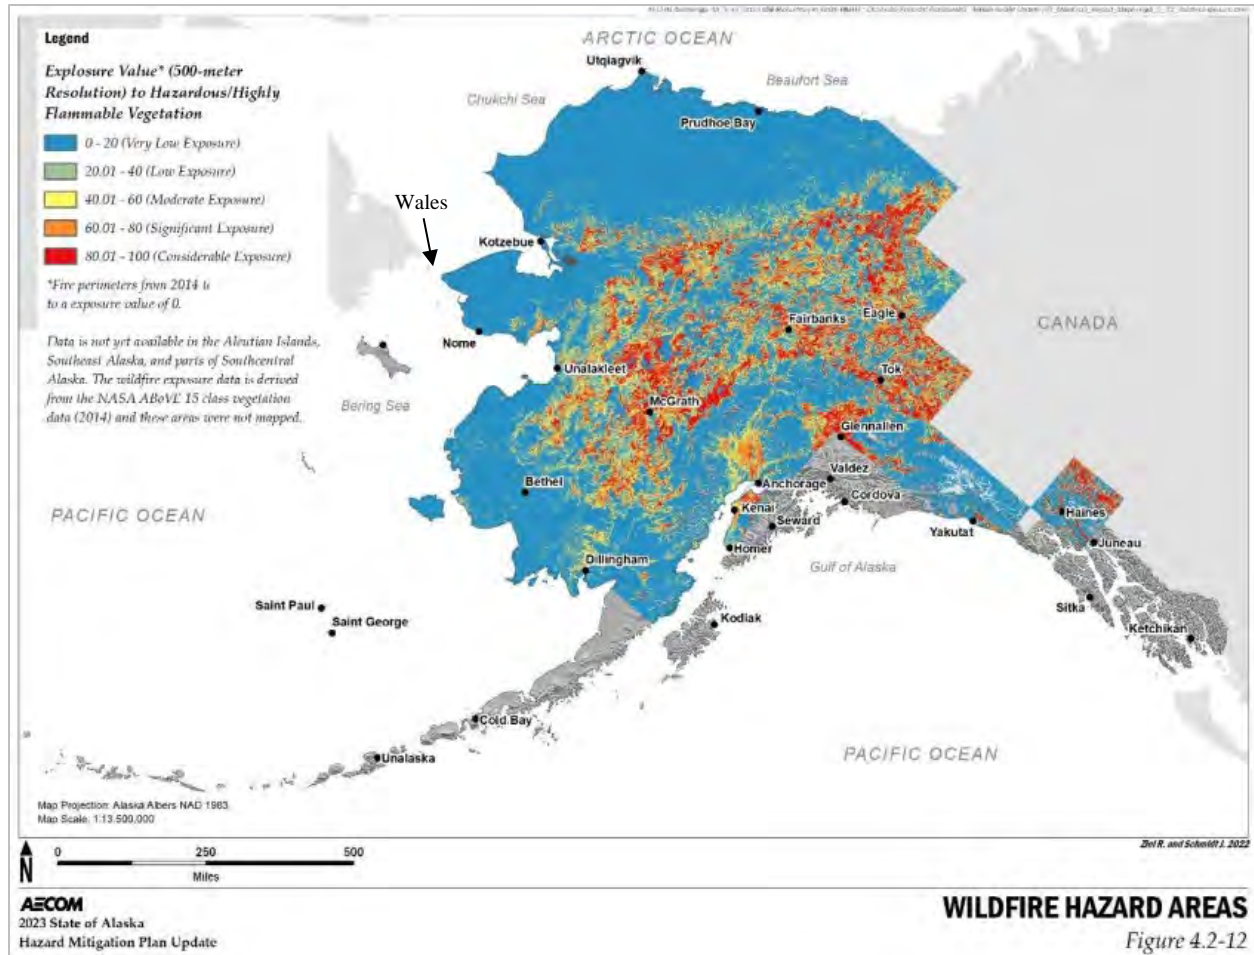 Legend
Explosure Value* (500-meter
Resolution) to Hazardous/Highly
Flammable Vegetation
0 - 20 (Very Low Exposure)
20.01 - 40 (Low Exposure)
40.01 - 60 (Moderate Exposure)
60.01 - 80 (Significant Exposure)
80.01 - 100 (Considerable Exposure)
*Fire perimeters from 2014
to a exposure value of 0.
Data is not yet available in the Aleutian Islands,
Southeast Alaska, and parts of Southcentral
Alaska. The wildfire exposure data is derived
from the NASA ABoVE 15 class vegetation
data (2014) and those areas were not mapped.
ARCTIC OCEAN
Utqiagvik
Beaufort Sea
Chukchi Sea
Prudhoe Bay
Wales
Kotzebue
CANADA
Fairbanks
Eagle
Nome
Unalakleet
Tok
Bering Sea
McGrath
Glennallen
Valdez
Bethel
Anchorage
Cordova
PACIFIC OCEAN
Kenai
Haines
Seward
Yakutat
Juneau
Homer
Dillingham
Gulf of Alaska
Saint Paul
Sitka
Saint George
Kodiak
Ketchikan
Cold Bay
Unalaska
PACIFIC OCEAN
Map Projection: Alaska Albers NAD 1983
Map Scale: 1:13,500,000
Ziel R. and Schmidt J. 2022
0 250 500
Miles
N
AECOM
2023 State of Alaska
Hazard Mitigation Plan Update
WILDFIRE HAZARD AREAS
Figure 4.2-12